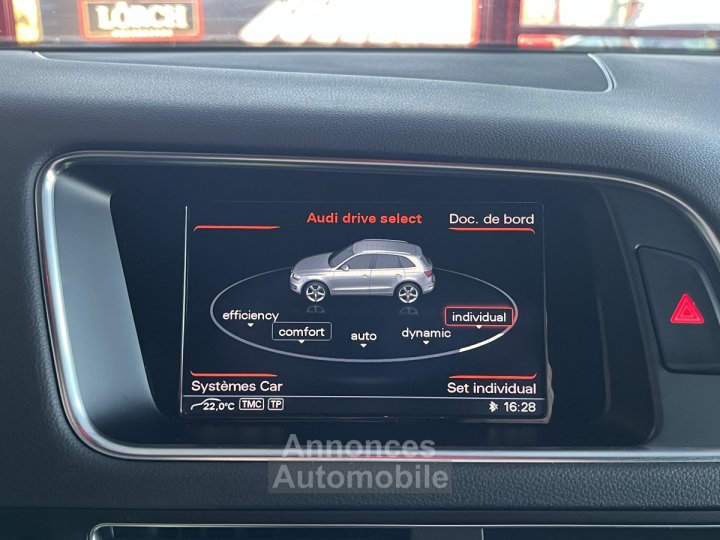 LORCH
Audi drive select
Doc. de bord
efficiency
comfort
auto
dynamic
individual
Systèmes Car
Set individual
22,0°C TMC TP
16:28
Annonces
Automobile